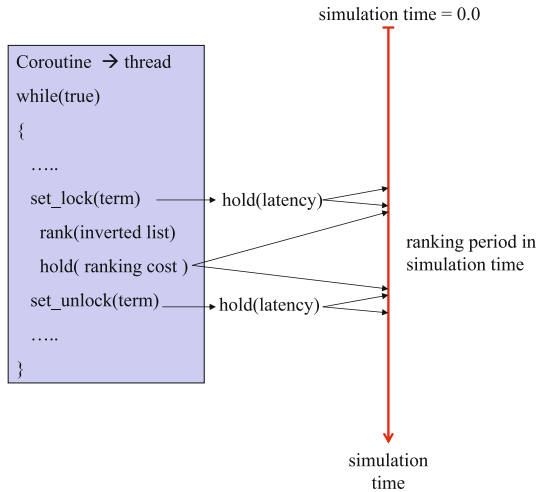 simulation time = 0.0
Coroutine → thread
while(true)
{
…..
set_lock(term)
hold(latency)
rank(inverted list)
hold( ranking cost )
ranking period in
simulation time
set_unlock(term)
hold(latency)
…..
}
simulation
time